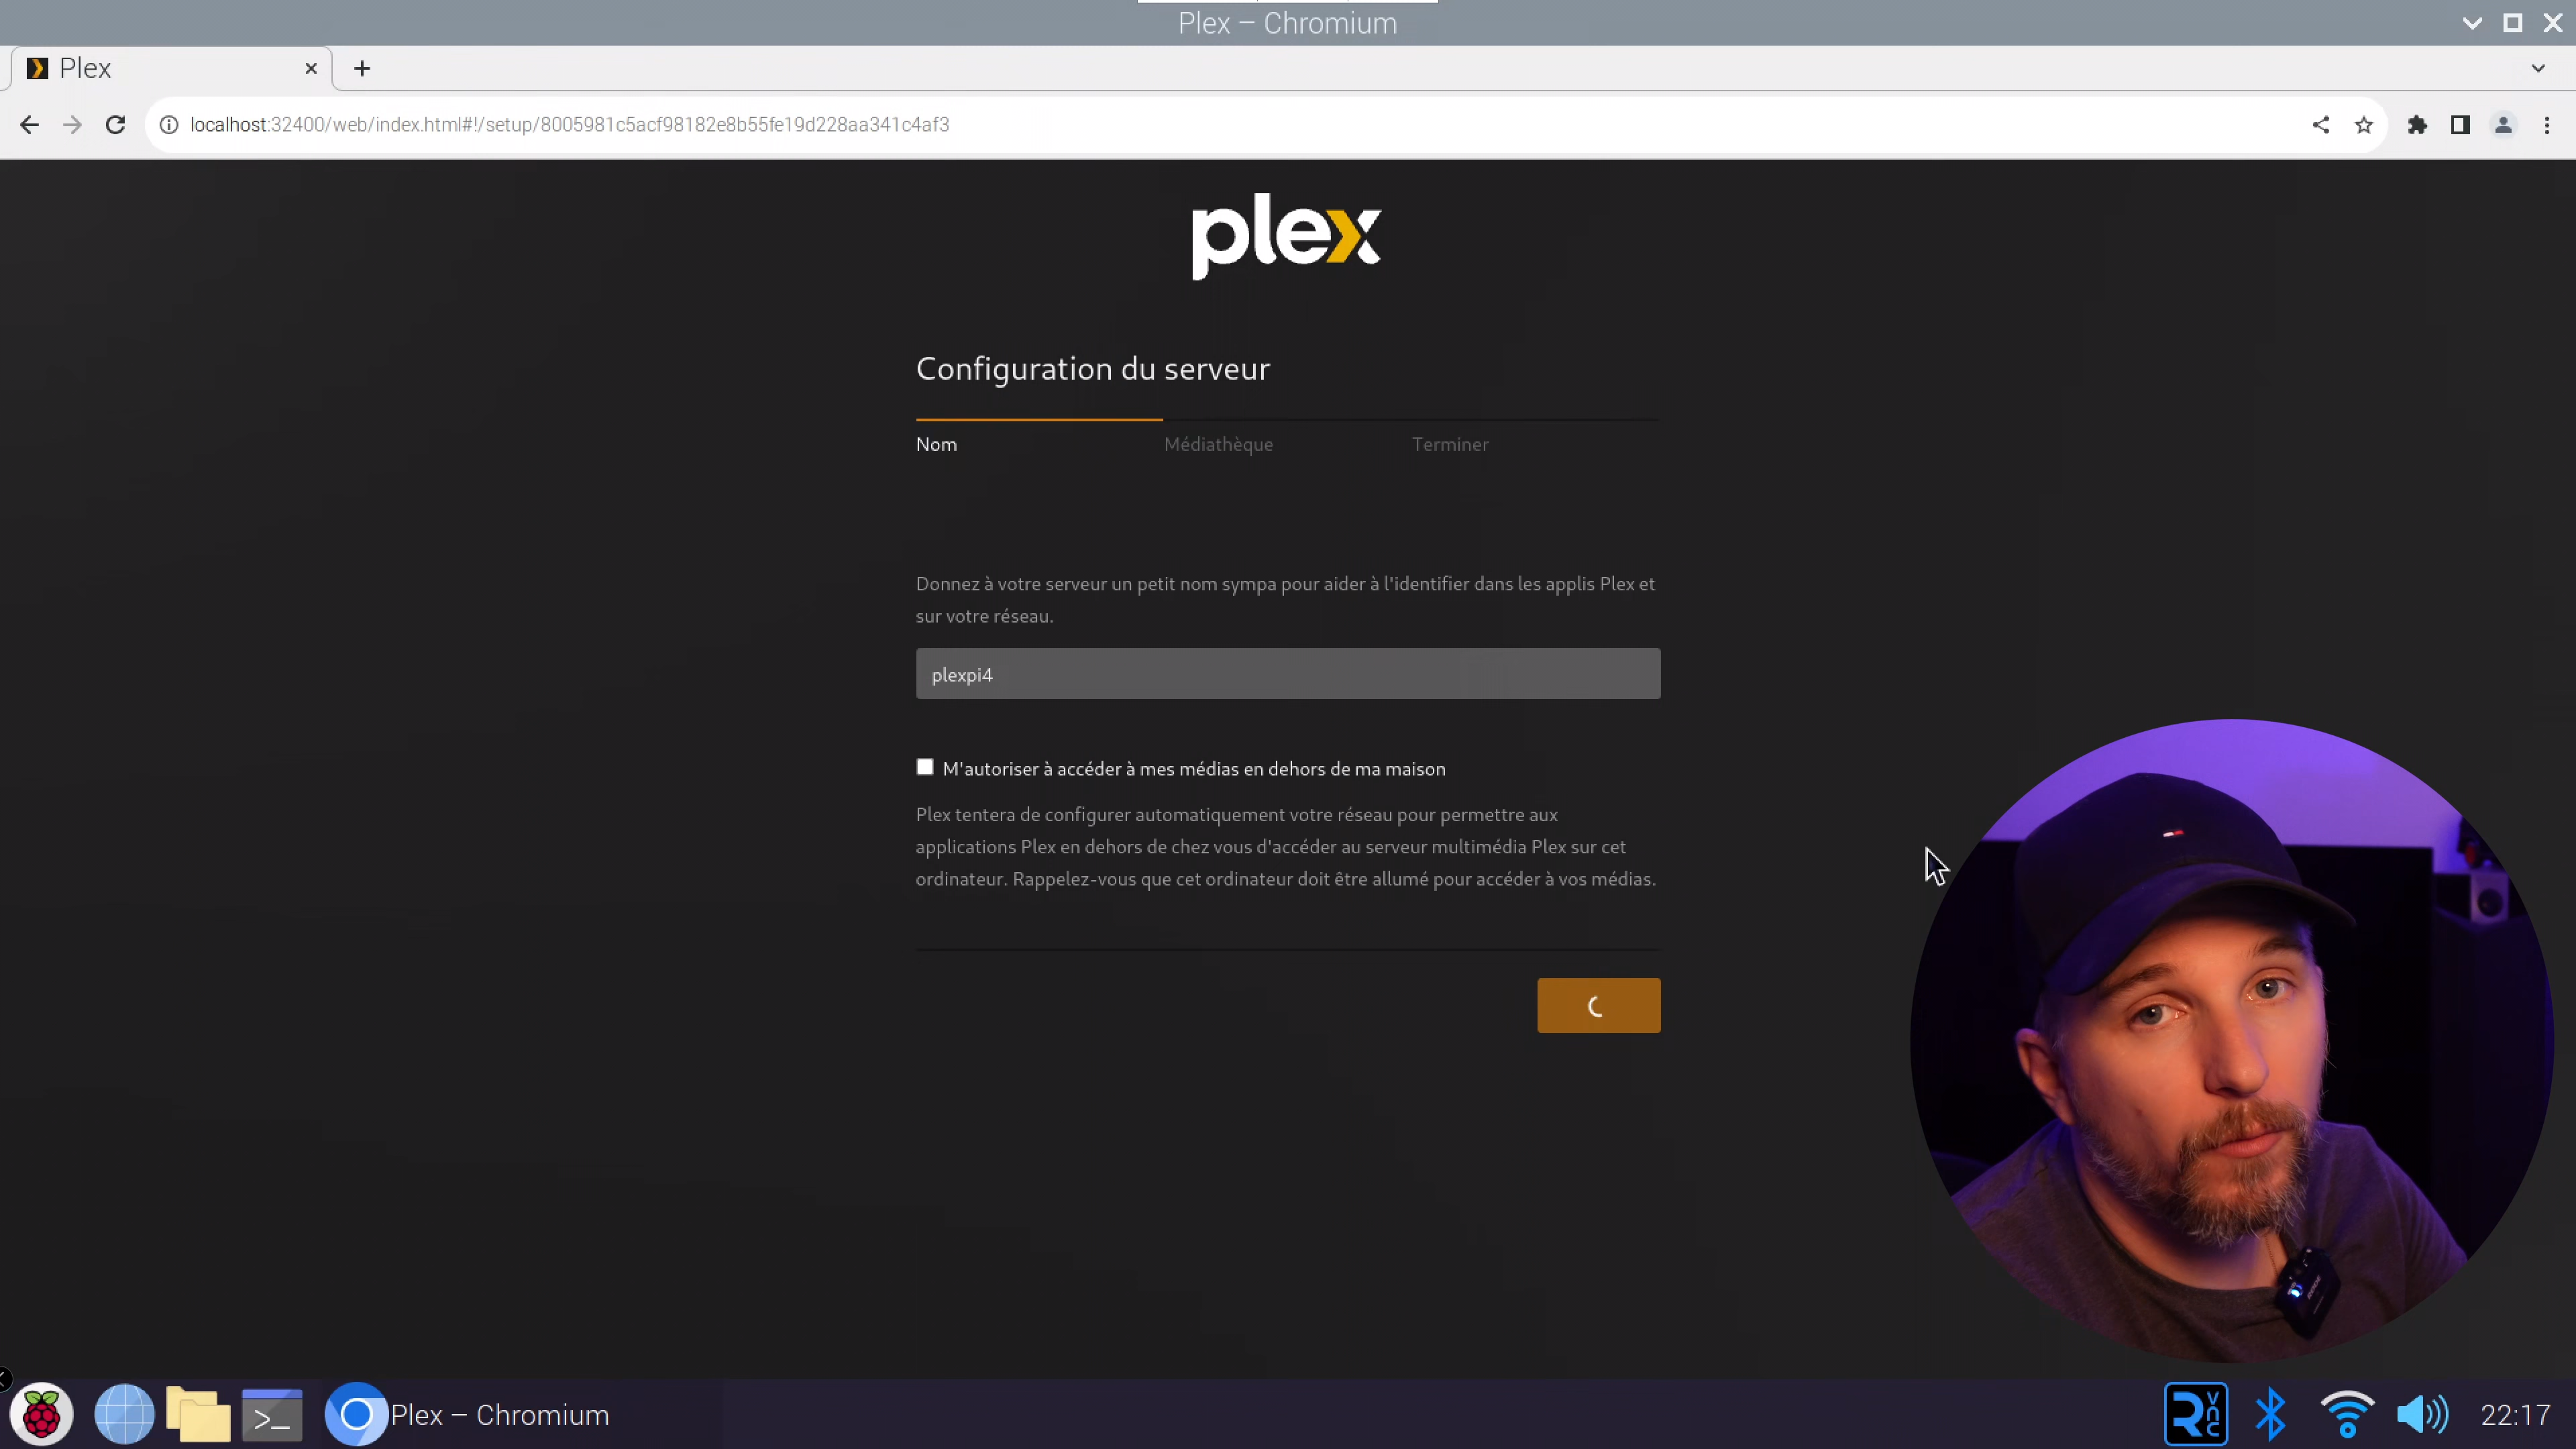 Plex – Chromium
Plex
localhost:32400/web/index.html#!/setup/8005981c5acf98182e8b55fe19d228aa341c4af3
plex
Configuration du serveur
Nom
Médiathèque
Terminer
Donnez à votre serveur un petit nom sympa pour aider à l'identifier dans les applis Plex et
sur votre réseau.
plexpi4
M'autoriser à accéder à mes médias en dehors de ma maison
Plex tentera de configurer automatiquement votre réseau pour permettre aux
applications Plex en dehors de chez vous d'accéder au serveur multimédia Plex sur cet
ordinateur. Rappelez-vous que cet ordinateur doit être allumé pour accéder à vos médias.
Plex – Chromium
R VNC
22:17